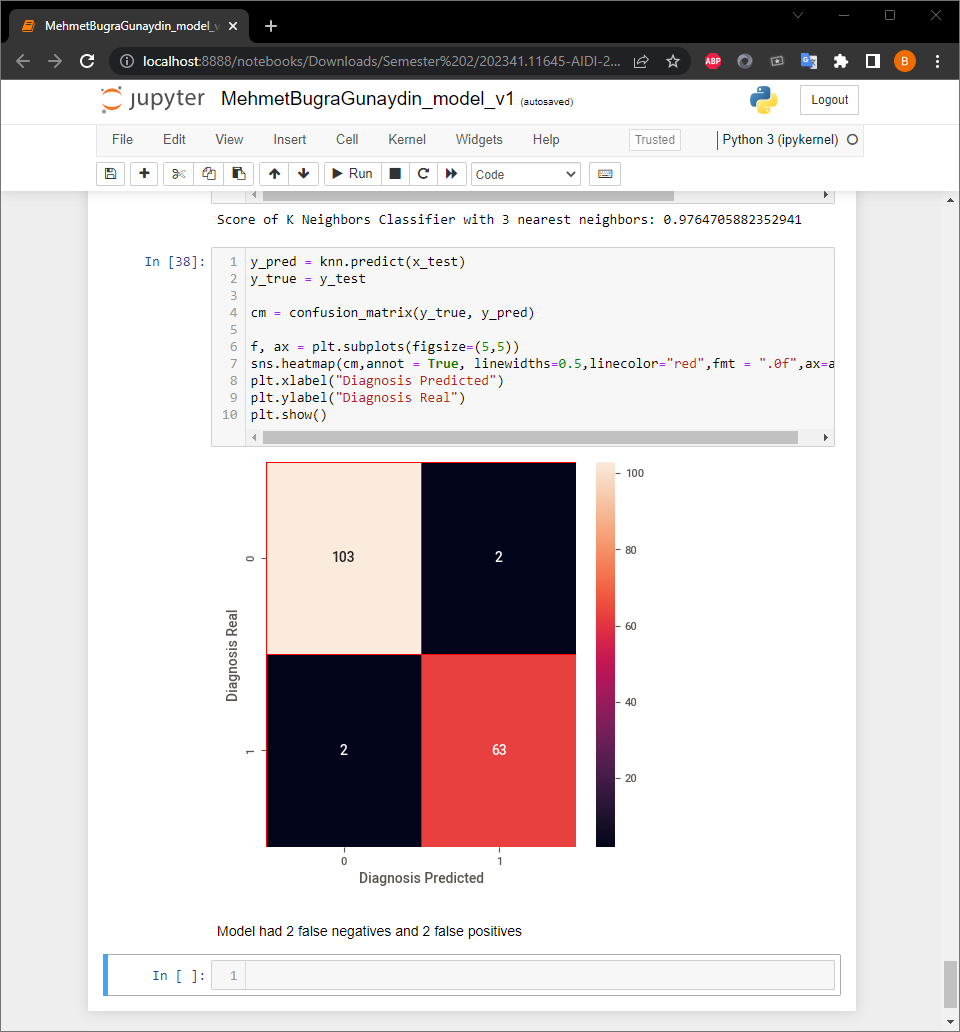 MehmetBugraGunaydin_model_v
localhost:8888/notebooks/Downloads/Semester%202/202341.11645-AIDI-2...
ABP
B
jupyter MehmetBugraGunaydin_model_v1 (autosaved)
Logout
File Edit View Insert Cell Kernel Widgets Help
Trusted
Python 3 (ipykernel)
Run
Code
Score of K Neighbors Classifier with 3 nearest neighbors: 0.9764705882352941
In [38]:
1 y_pred = knn.predict(x_test)
2 y_true = y_test
3
4 cm = confusion_matrix(y_true, y_pred)
5
6 f, ax = plt.subplots(figsize=(5,5))
7 sns.heatmap(cm,annot = True, linewidths=0.5,linecolor="red",fmt = ".0f",ax=a
8 plt.xlabel("Diagnosis Predicted")
9 plt.ylabel("Diagnosis Real")
10 plt.show()
100
80
60
40
20
103 2
2 63
0
1
Diagnosis Real
0 1
Diagnosis Predicted
Model had 2 false negatives and 2 false positives
In [ ]: 1